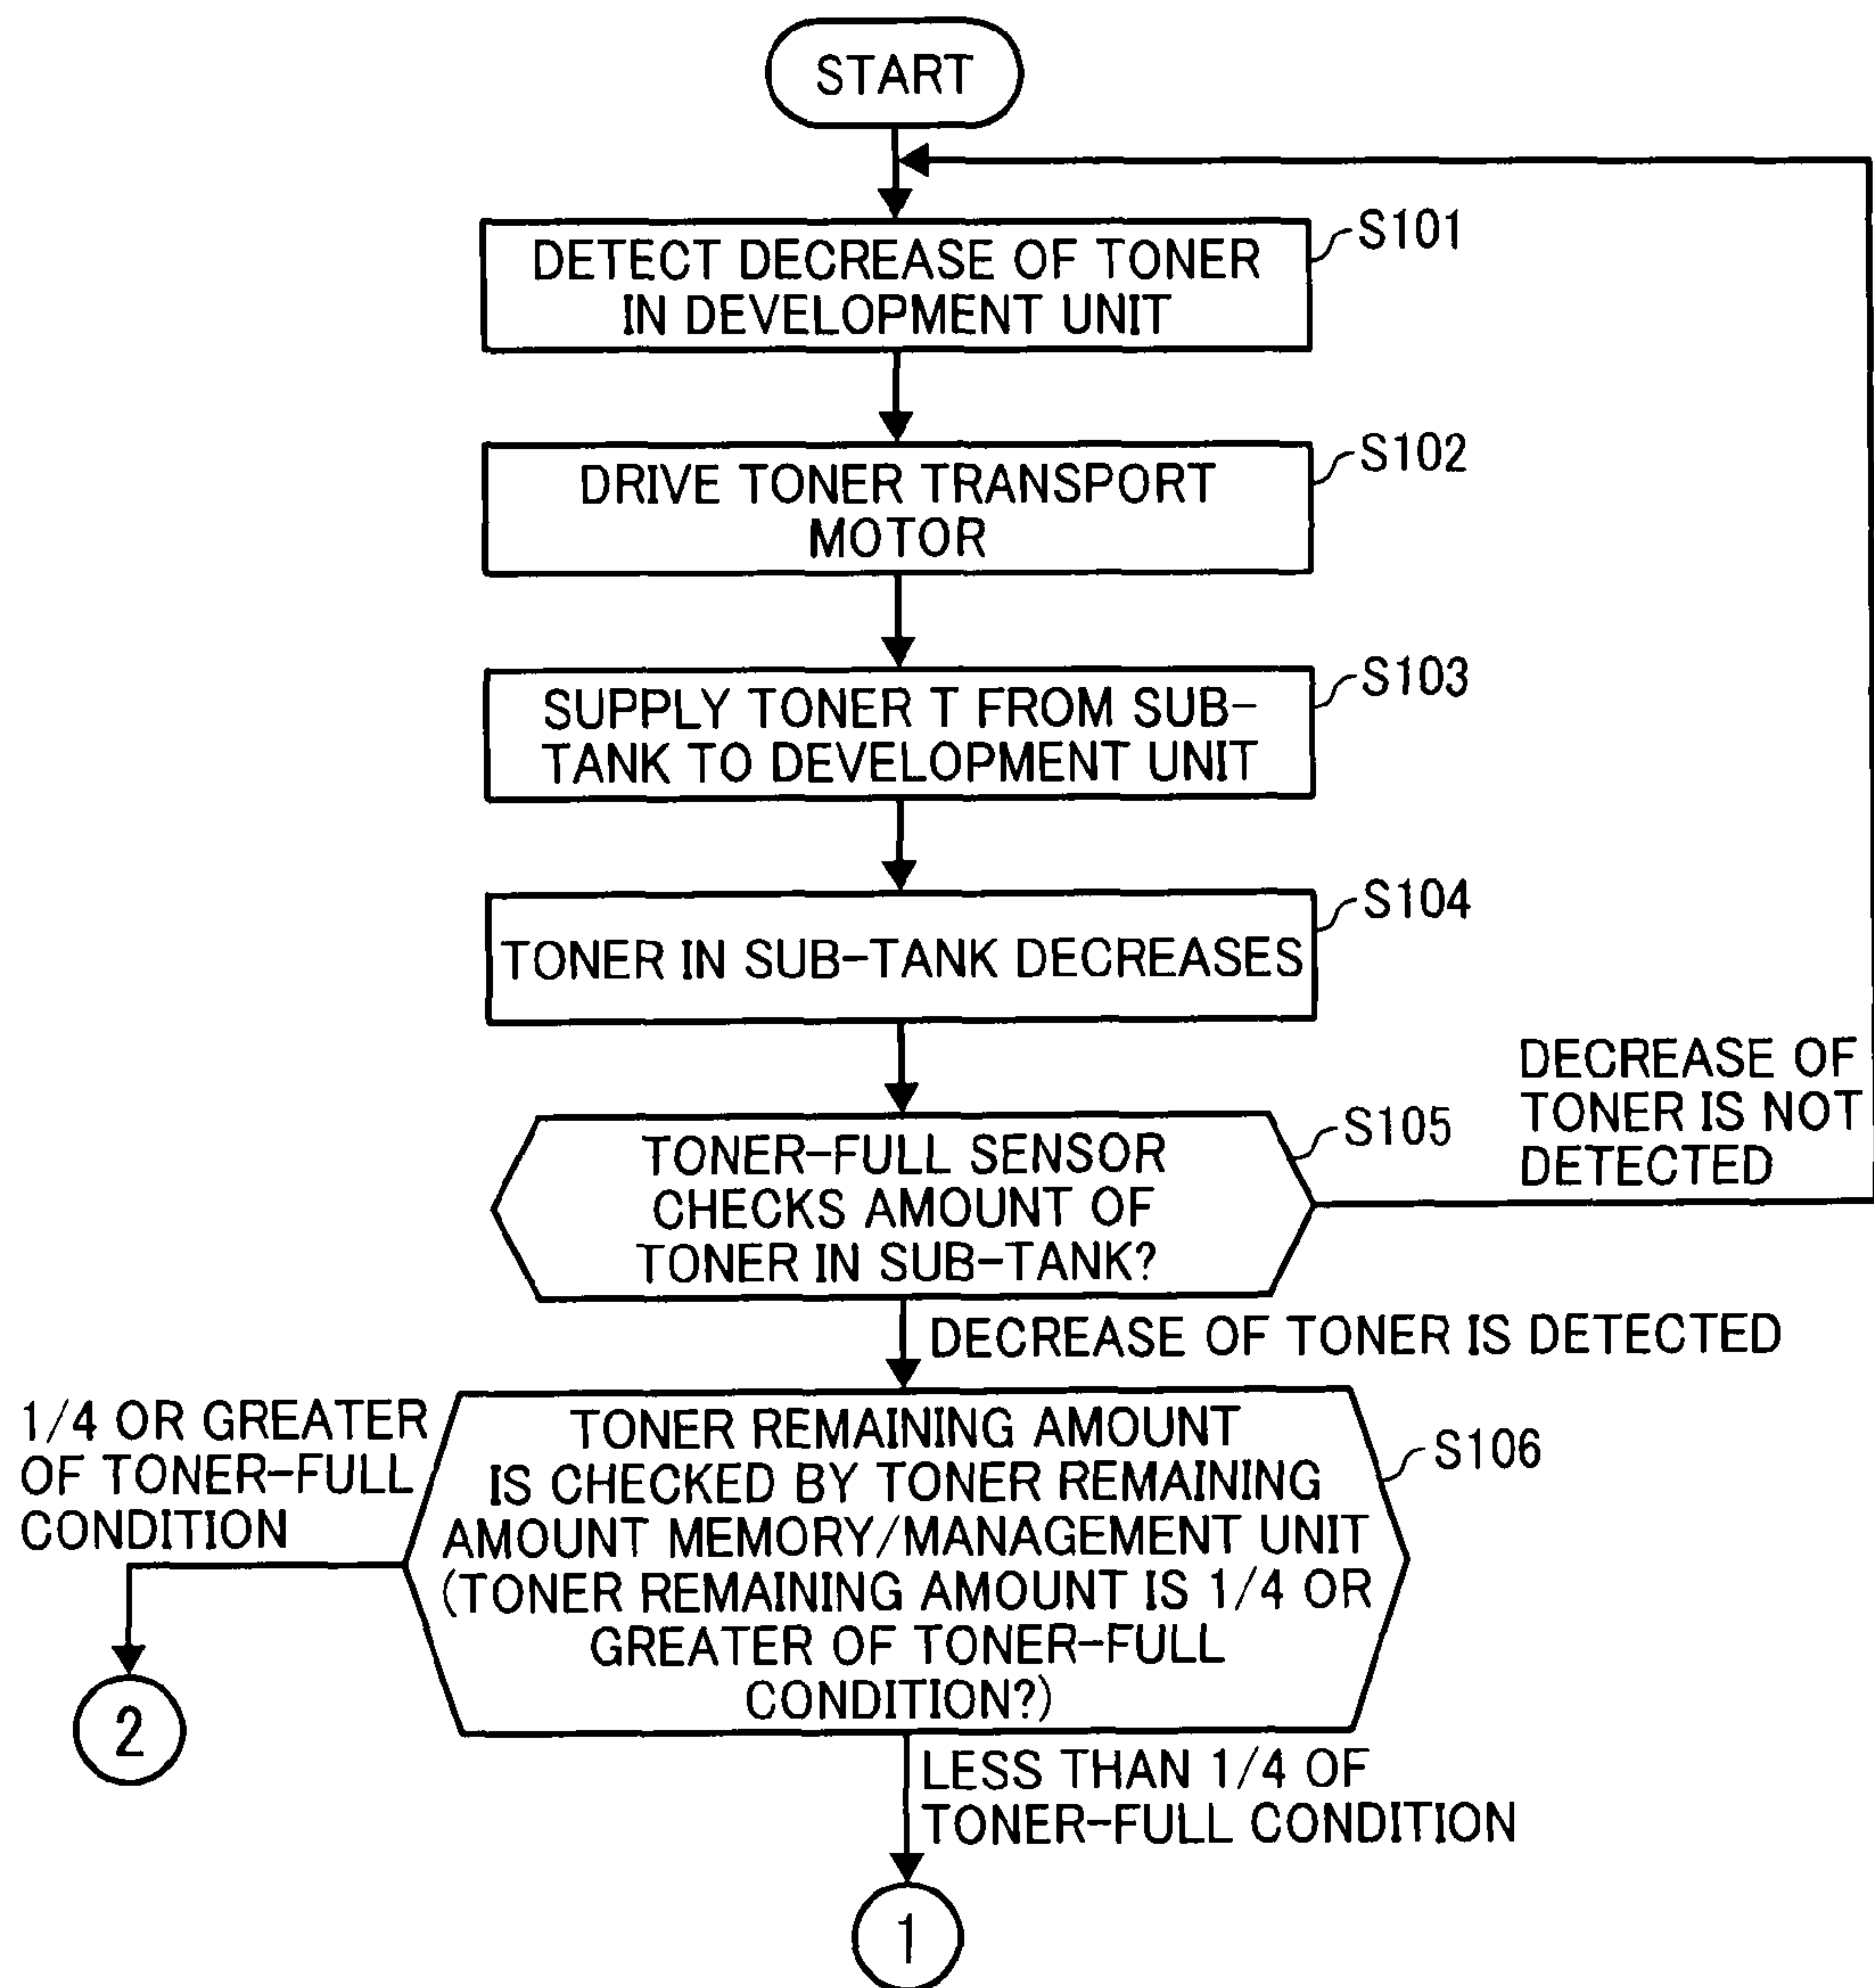 START
DETECT DECREASE OF TONER
IN DEVELOPMENT UNIT
S101
DRIVE TONER TRANSPORT
MOTOR
S102
SUPPLY TONER T FROM SUB-
TANK TO DEVELOPMENT UNIT
S103
TONER IN SUB-TANK DECREASES
S104
TONER-FULL SENSOR
CHECKS AMOUNT OF
TONER IN SUB-TANK?
S105
DECREASE OF
TONER IS NOT
DETECTED
DECREASE OF TONER IS DETECTED
1/4 OR GREATER
OF TONER-FULL
CONDITION
TONER REMAINING AMOUNT
IS CHECKED BY TONER REMAINING
AMOUNT MEMORY/MANAGEMENT UNIT
(TONER REMAINING AMOUNT IS 1/4 OR
GREATER OF TONER-FULL
CONDITION?)
S106
2
LESS THAN 1/4 OF
TONER-FULL CONDITION
1